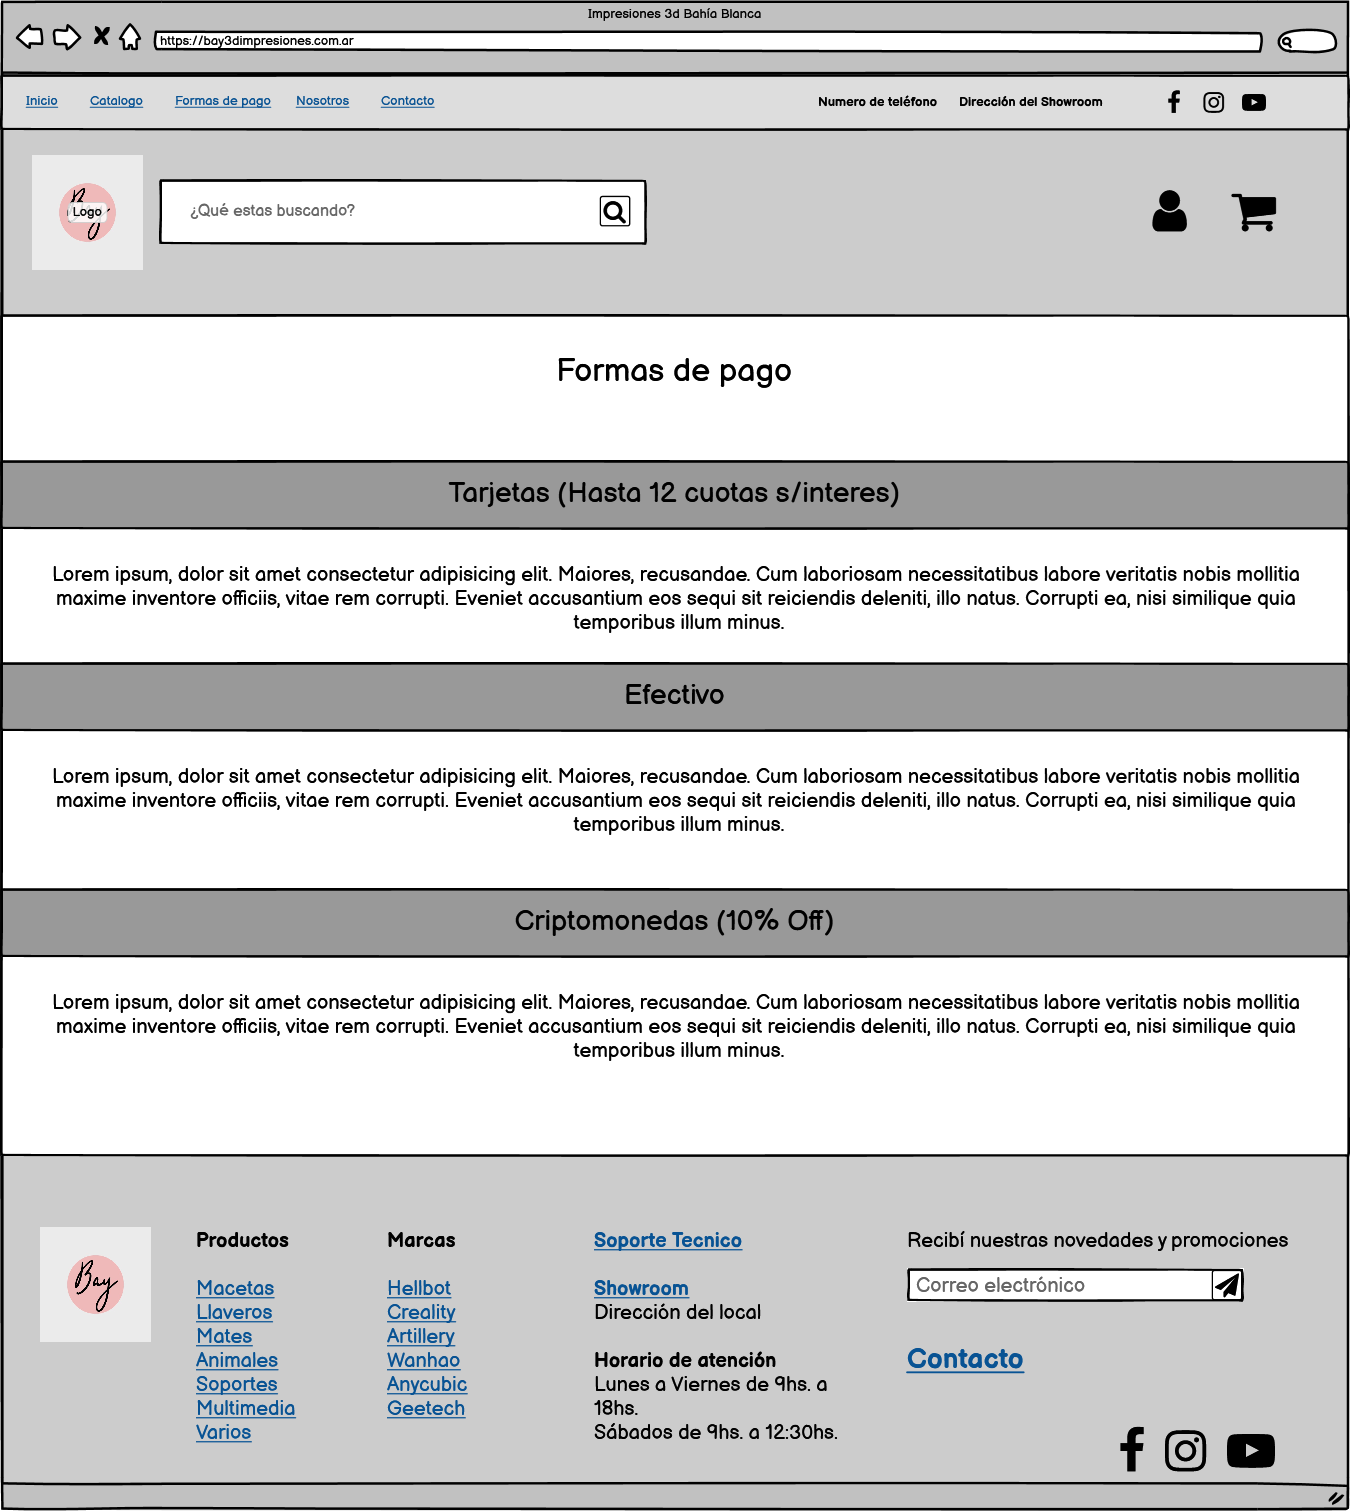 Impresiones 3d Bahía Blanca
https://bay3dimpresiones.com.ar
Inicio Catalogo Formas de pago Nosotros Contacto Numero de teléfono Dirección del Showroom
Bay
Logo
¿Qué estas buscando?
Formas de pago
Tarjetas (Hasta 12 cuotas s/interes)
Lorem ipsum, dolor sit amet consectetur adipisicing elit. Maiores, recusandae. Cum laboriosam necessitatibus labore veritatis nobis mollitia
maxime inventore officiis, vitae rem corrupti. Eveniet accusantium eos sequi sit reiciendis deleniti, illo natus. Corrupti ea, nisi similique quia
temporibus illum minus.
Efectivo
Lorem ipsum, dolor sit amet consectetur adipisicing elit. Maiores, recusandae. Cum laboriosam necessitatibus labore veritatis nobis mollitia
maxime inventore officiis, vitae rem corrupti. Eveniet accusantium eos sequi sit reiciendis deleniti, illo natus. Corrupti ea, nisi similique quia
temporibus illum minus.
Criptomonedas (10% Off)
Lorem ipsum, dolor sit amet consectetur adipisicing elit. Maiores, recusandae. Cum laboriosam necessitatibus labore veritatis nobis mollitia
maxime inventore officiis, vitae rem corrupti. Eveniet accusantium eos sequi sit reiciendis deleniti, illo natus. Corrupti ea, nisi similique quia
temporibus illum minus.
Bay
Productos
Macetas
Llaveros
Mates
Animales
Soportes
Multimedia
Varios
Marcas
Hellbot
Creality
Artillery
Wanhao
Anycubic
Geetech
Soporte Tecnico
Showroom
Dirección del local
Horario de atención
Lunes a Viernes de 9hs. a
18hs.
Sábados de 9hs. a 12:30hs.
Recibí nuestras novedades y promociones
Correo electrónico
Contacto